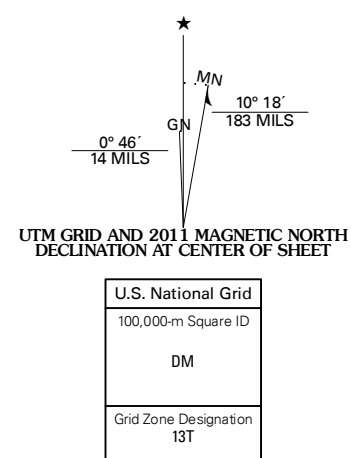 MN
GN
10° 18´
183 MILS
0° 46´
14 MILS
UTM GRID AND 2011 MAGNETIC NORTH
DECLINATION AT CENTER OF SHEET
U.S. National Grid
100,000-m Square ID
DM
Grid Zone Designation
13T